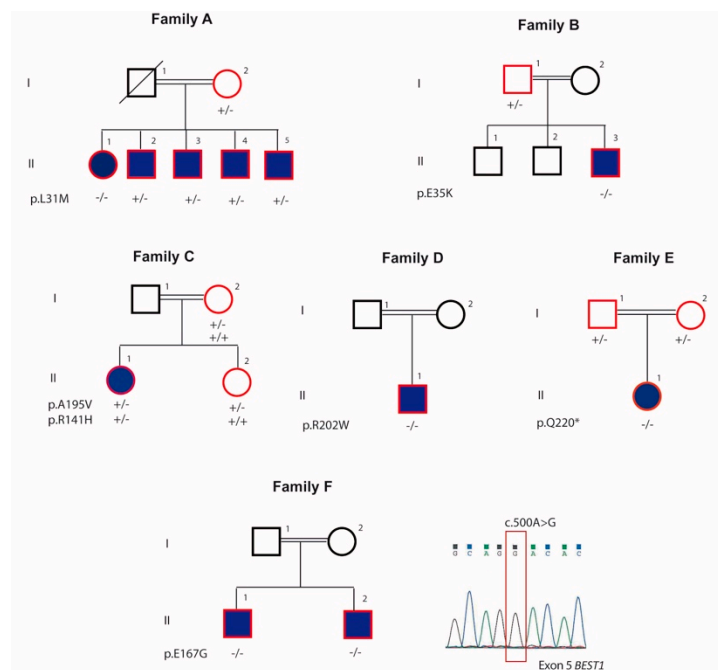 Family A
Family B
I
1
2
+/-
II
1
2
3
4
5
p.L31M
-/-
+/-
+/-
+/-
+/-
I
1
2
+/-
II
1
2
3
p.E35K
-/-
Family C
Family D
Family E
I
1
2
+/-
+/+
II
1
2
p.A195V
+/-
+/-
p.R141H
+/-
+/+
I
1
2
II
1
p.R202W
-/-
I
1
2
+/-
+/-
II
1
p.Q220*
-/-
Family F
I
1
2
II
1
2
p.E167G
-/-
-/-
c.500A>G
G C A G G A C A C
Exon 5 BEST1